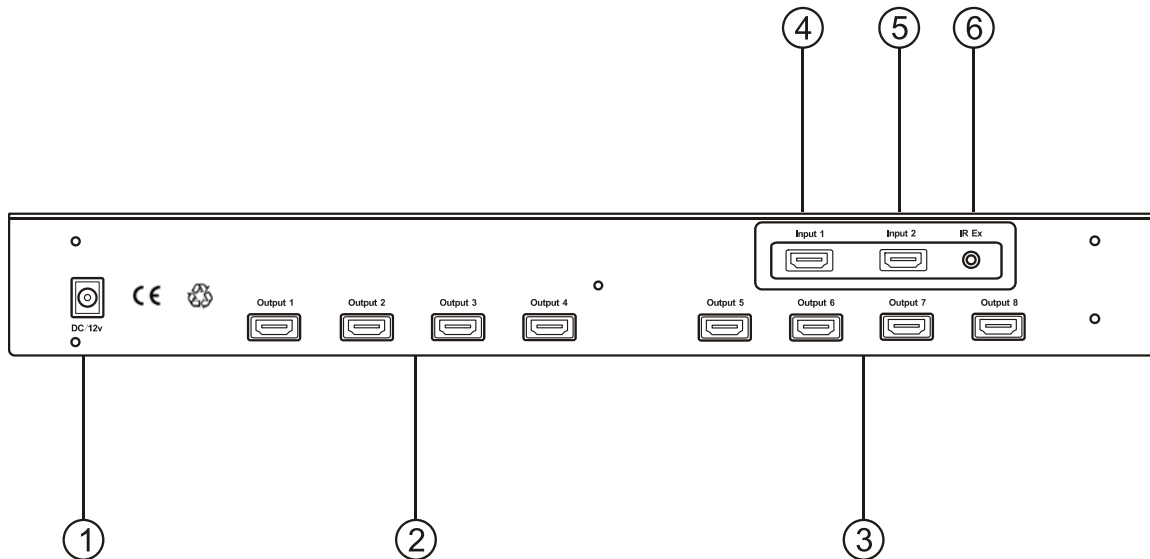 4 5 6
Input 1 Input 2 IR Ex
DC/12v
CE
Output 1 Output 2 Output 3 Output 4 Output 5 Output 6 Output 7 Output 8
1 2 3